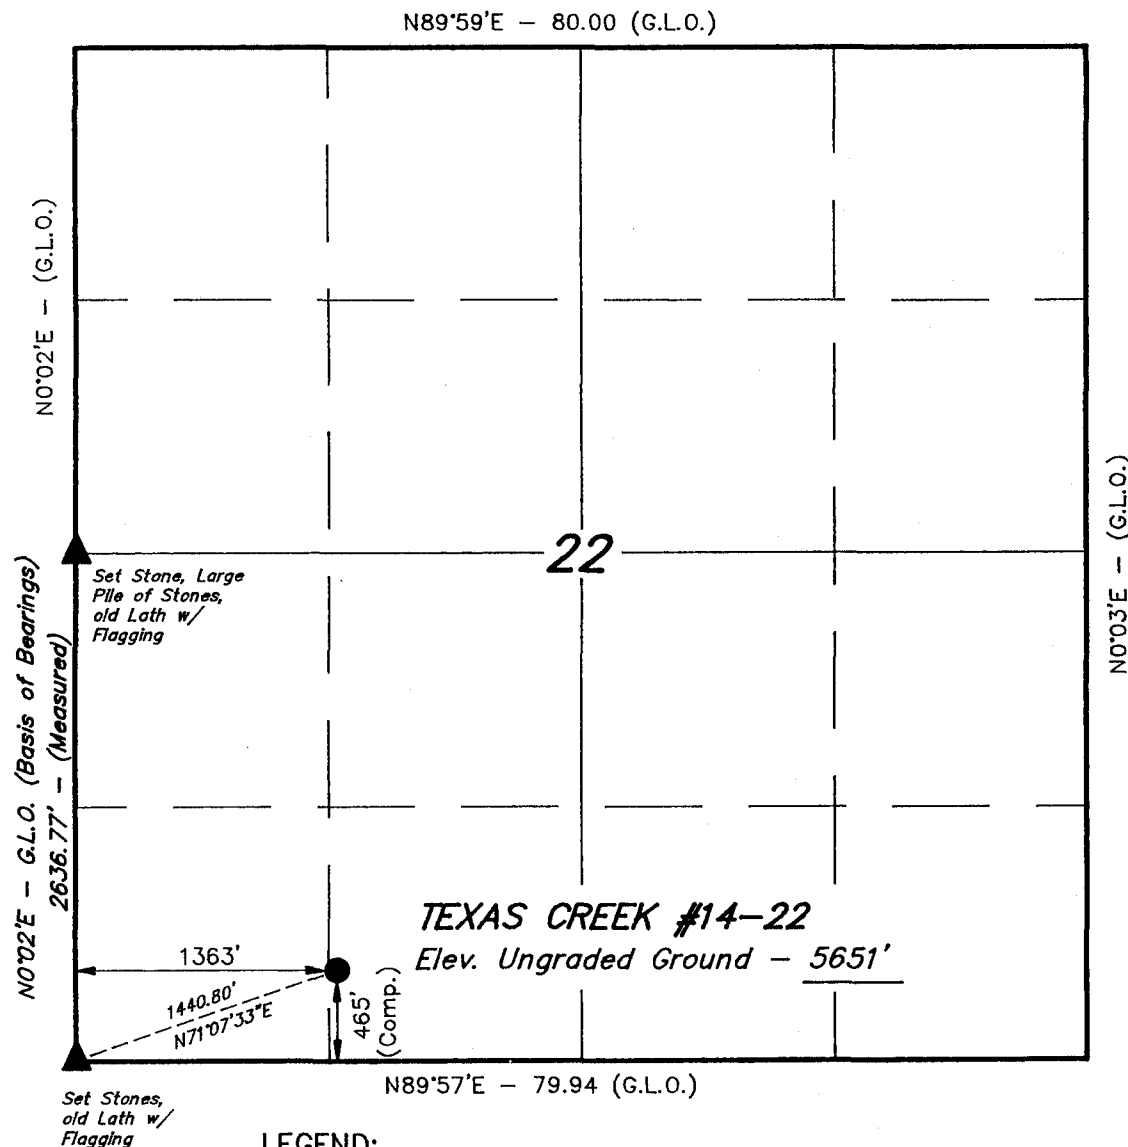 N89°59'E – 80.00 (G.L.O.)
N0°02'E – (G.L.O.)
22
Set Stone, Large
Pile of Stones,
old Lath w/
Flagging
N0°03'E – (G.L.O.)
N0°02'E – G.L.O. (Basis of Bearings)
2636.77' – (Measured)
TEXAS CREEK #14–22
Elev. Ungraded Ground – 5651'
1363'
1440.80'
N71°07'33"E
465'
(Comp.)
N89°57'E – 79.94 (G.L.O.)
Set Stones,
old Lath w/
Flagging
LEGEND: